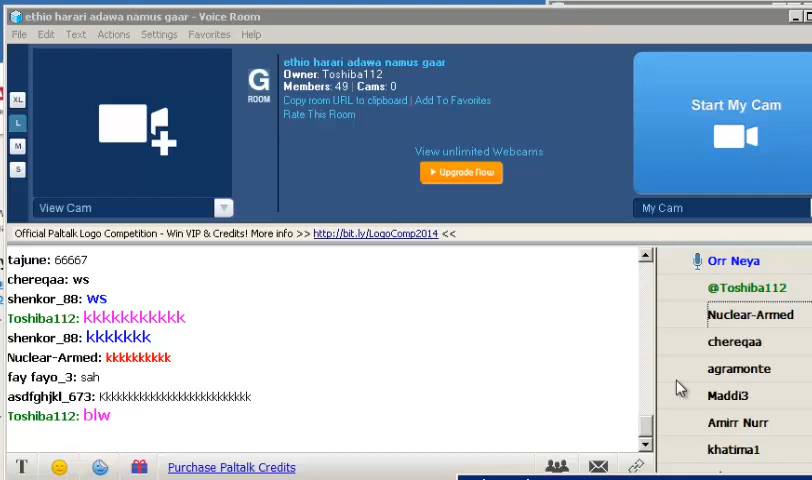 ethio harari adawa namus gaar - Voice Room
File Edit Text Actions Settings Favorites Help
XL
L
M
S
View Cam
G
ROOM
ethio harari adawa namus gaar
Owner: Toshiba112
Members: 49 | Cams: 0
Copy room URL to clipboard | Add To Favorites
Rate This Room
View unlimited Webcams
Upgrade Now
Start My Cam
My Cam
Official Paltalk Logo Competition - Win VIP & Credits! More info >> http://bit.ly/LogoComp2014 <<
tajune: 66667
chereqaa: ws
shenkor_88: ws
Toshiba112: kkkkkkkkkkk
shenkor_88: kkkkkkk
Nuclear-Armed: kkkkkkkkkk
fay fayo_3: sah
asdfghjkl_673: Kkkkkkkkkkkkkkkkkkkkkkkkkk
Toshiba112: blw
Orr Neya
@Toshiba112
Nuclear-Armed
chereqaa
agramonte
Maddi3
Amirr Nurr
khatima1
T
Purchase Paltalk Credits